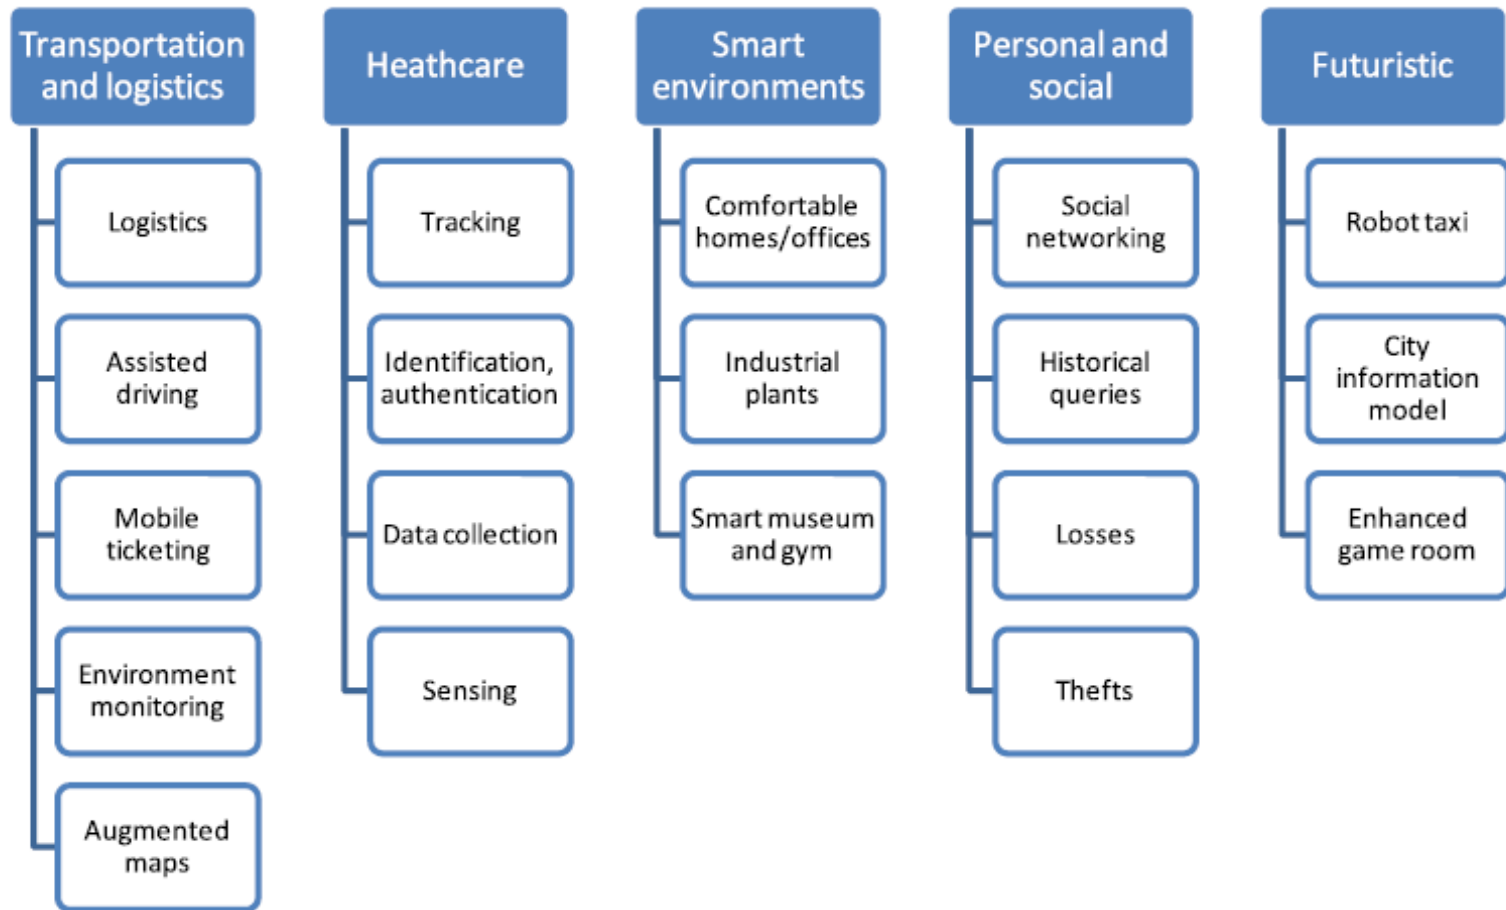 Transportation
and logistics
Logistics
Assisted
driving
Mobile
ticketing
Environment
monitoring
Augmented
maps
Heathcare
Tracking
Identification,
authentication
Data collection
Sensing
Smart
environments
Comfortable
homes/offices
Industrial
plants
Smart museum
and gym
Personal and
social
Social
networking
Historical
queries
Losses
Thefts
Futuristic
Robot taxi
City
information
model
Enhanced
game room